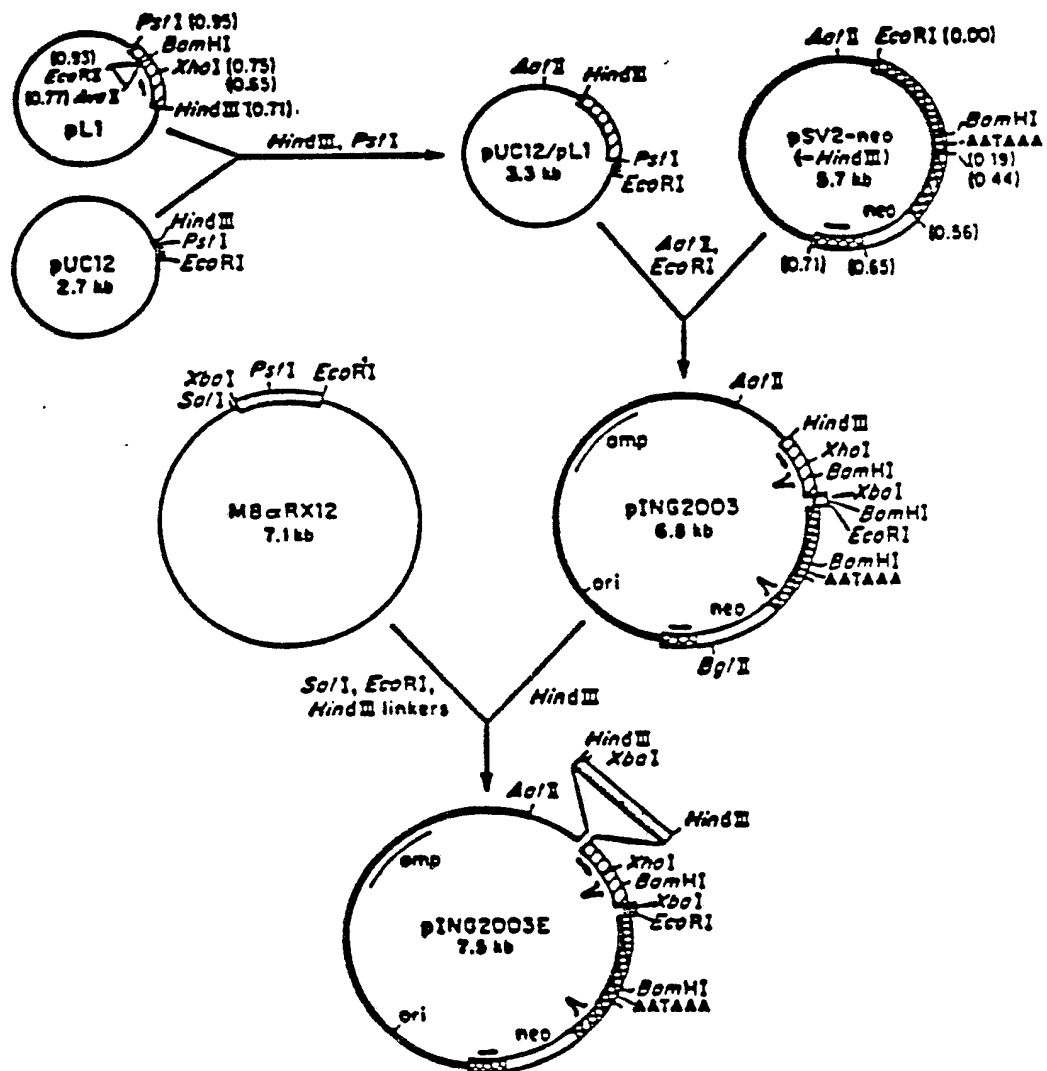 PstI (0.95)
BamHI
(0.93)
EcoRI
XhoI (0.75)
(0.65)
(0.77) AvaI
HindIII (0.71)
pL1
HindIII, PstI
HindIII
PstI
EcoRI
pUC12
2.7 kb
AatII
HindIII
pUC12/pL1
3.3 kb
PstI
EcoRI
AatII
EcoRI (0.00)
pSV2-neo
(-HindIII)
5.7 kb
BamHI
AATAAA
(0.19)
(0.44)
neo
(0.56)
(0.71)
(0.65)
AatII,
EcoRI
XbaI
SalI
PstI
EcoRI
M8αRX12
7.1 kb
AatII
HindIII
amp
XhoI
BamHI
XbaI
BamHI
EcoRI
pING2003
6.8 kb
BamHI
AATAAA
ori
neo
BglII
SalI, EcoRI,
HindIII linkers
HindIII
HindIII
XbaI
AatII
HindIII
amp
XhoI
BamHI
XbaI
EcoRI
pING2003E
7.5 kb
BamHI
AATAAA
ori
neo